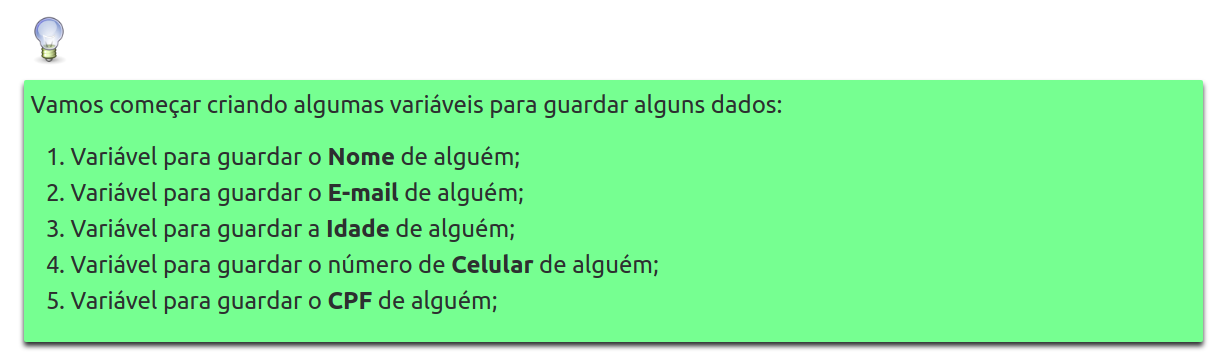 Vamos começar criando algumas variáveis para guardar alguns dados:
1. Variável para guardar o Nome de alguém;
2. Variável para guardar o E-mail de alguém;
3. Variável para guardar a Idade de alguém;
4. Variável para guardar o número de Celular de alguém;
5. Variável para guardar o CPF de alguém;